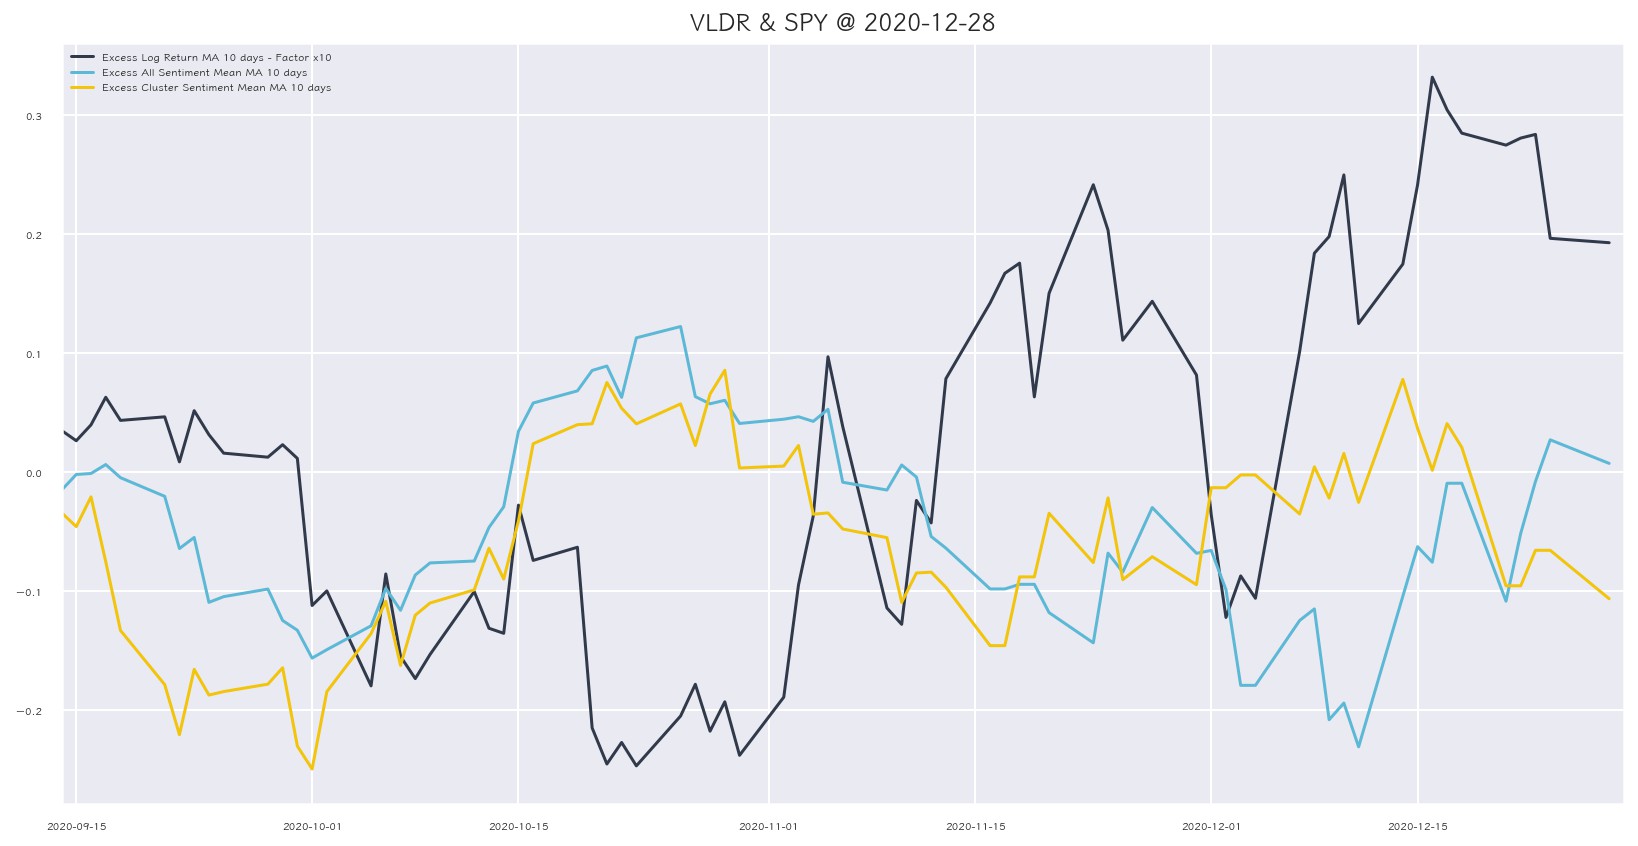 VLDR & SPY @ 2020-12-28
Excess Log Return MA 10 days - Factor x10
Excess All Sentiment Mean MA 10 days
Excess Cluster Sentiment Mean MA 10 days
0.3
0.2
0.1
0.0
−0.1
−0.2
2020-09-15 2020-10-01 2020-10-15 2020-11-01 2020-11-15 2020-12-01 2020-12-15